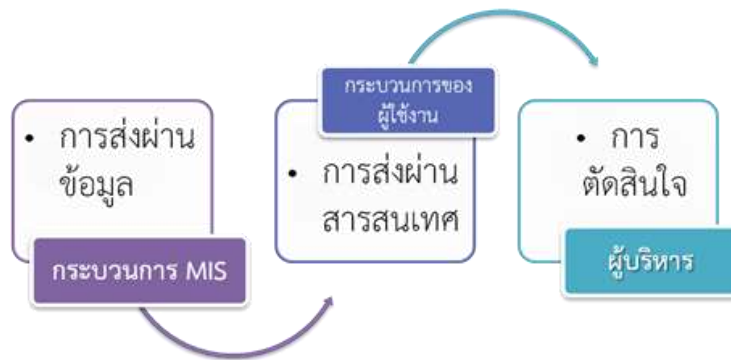 • การส่งผ่าน
ข้อมูล
กระบวนการ MIS
กระบวนการของ
ผู้ใช้งาน
• การส่งผ่าน
สารสนเทศ
• การ
ตัดสินใจ
ผู้บริหาร